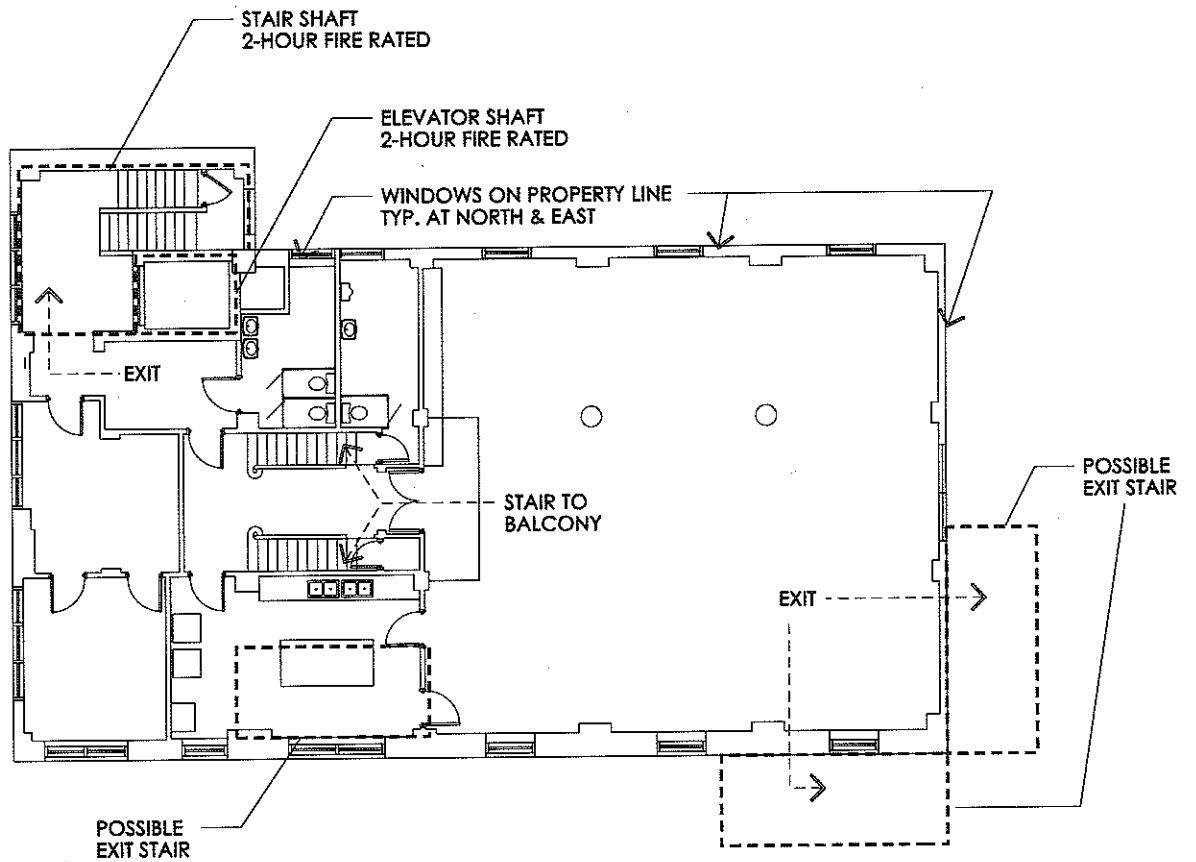 STAIR SHAFT
2-HOUR FIRE RATED
ELEVATOR SHAFT
2-HOUR FIRE RATED
WINDOWS ON PROPERTY LINE
TYP. AT NORTH & EAST
EXIT
STAIR TO
BALCONY
POSSIBLE
EXIT STAIR
EXIT
POSSIBLE
EXIT STAIR